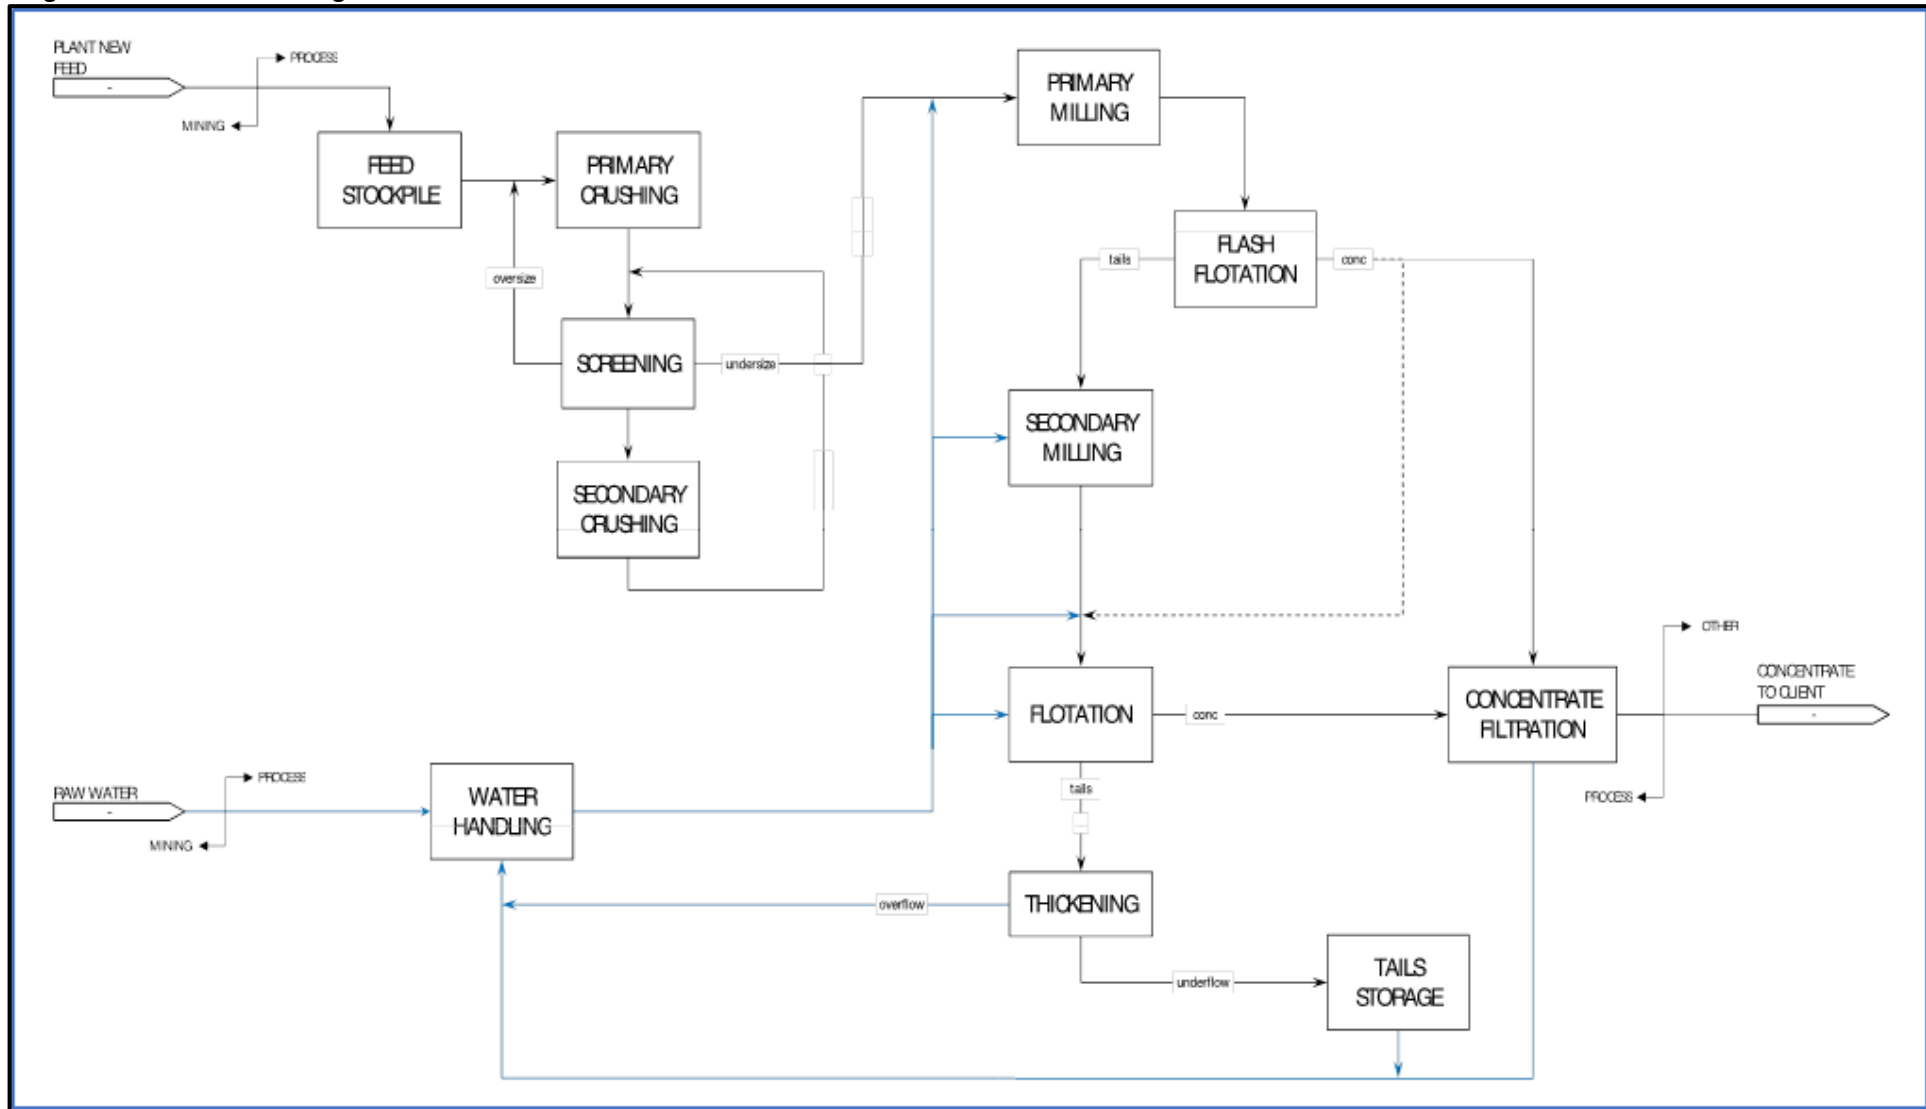 PLANT NEW
FEED
-
PROCESS
MINING
FEED
STOCKPILE
PRIMARY
CRUSHING
oversize
SCREENING
undersize
SECONDARY
CRUSHING
PRIMARY
MILLING
FLASH
FLOTATION
tails
conc
SECONDARY
MILLING
FLOTATION
conc
tails
CONCENTRATE
FILTRATION
OTHER
PROCESS
CONCENTRATE
TO CLIENT
-
RAW WATER
-
PROCESS
MINING
WATER
HANDLING
overflow
THICKENING
underflow
TAILS
STORAGE